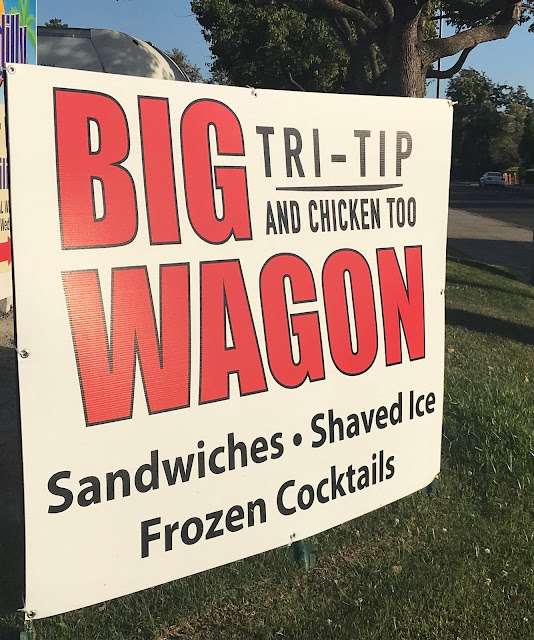 BIG
TRI-TIP
AND CHICKEN TOO
WAGON
Sandwiches • Shaved Ice
Frozen Cocktails